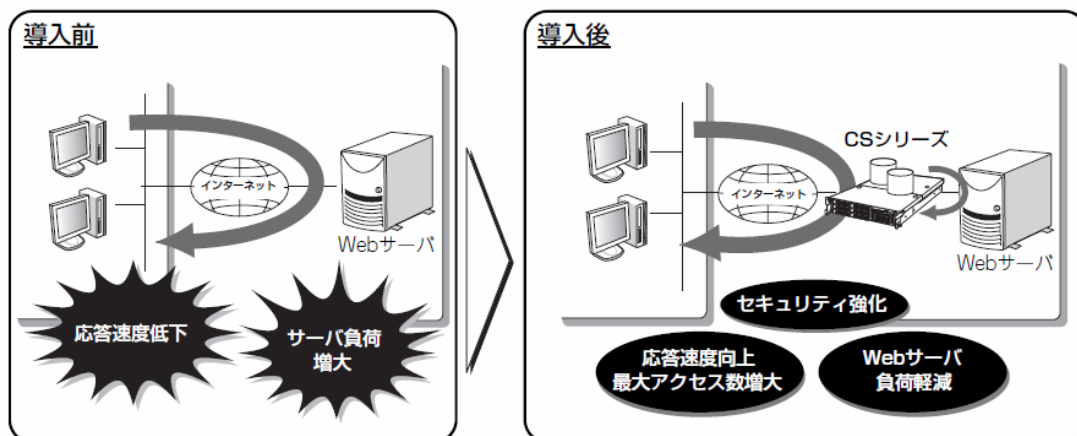 導入前
インターネット
Webサーバ
応答速度低下
サーバ負荷
増大
導入後
CSシリーズ
インターネット
Webサーバ
セキュリティ強化
応答速度向上
最大アクセス数増大
Webサーバ
負荷軽減